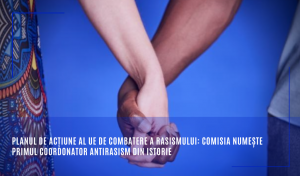 PLANUL DE ACȚIUNE AL UE DE COMBATERE A RASISMULUI: COMISIA NUMEȘTE
PRIMUL COORDONATOR ANTIRASISM DIN ISTORIE